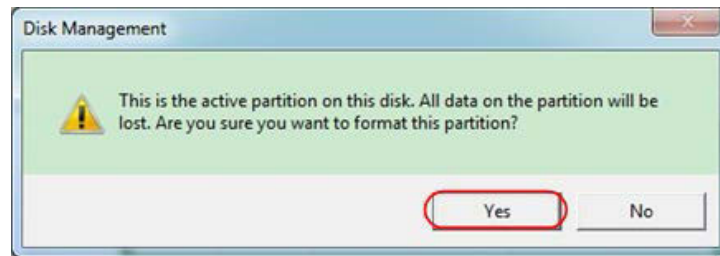 Disk Management
This is the active partition on this disk. All data on the partition will be
lost. Are you sure you want to format this partition?
Yes
No